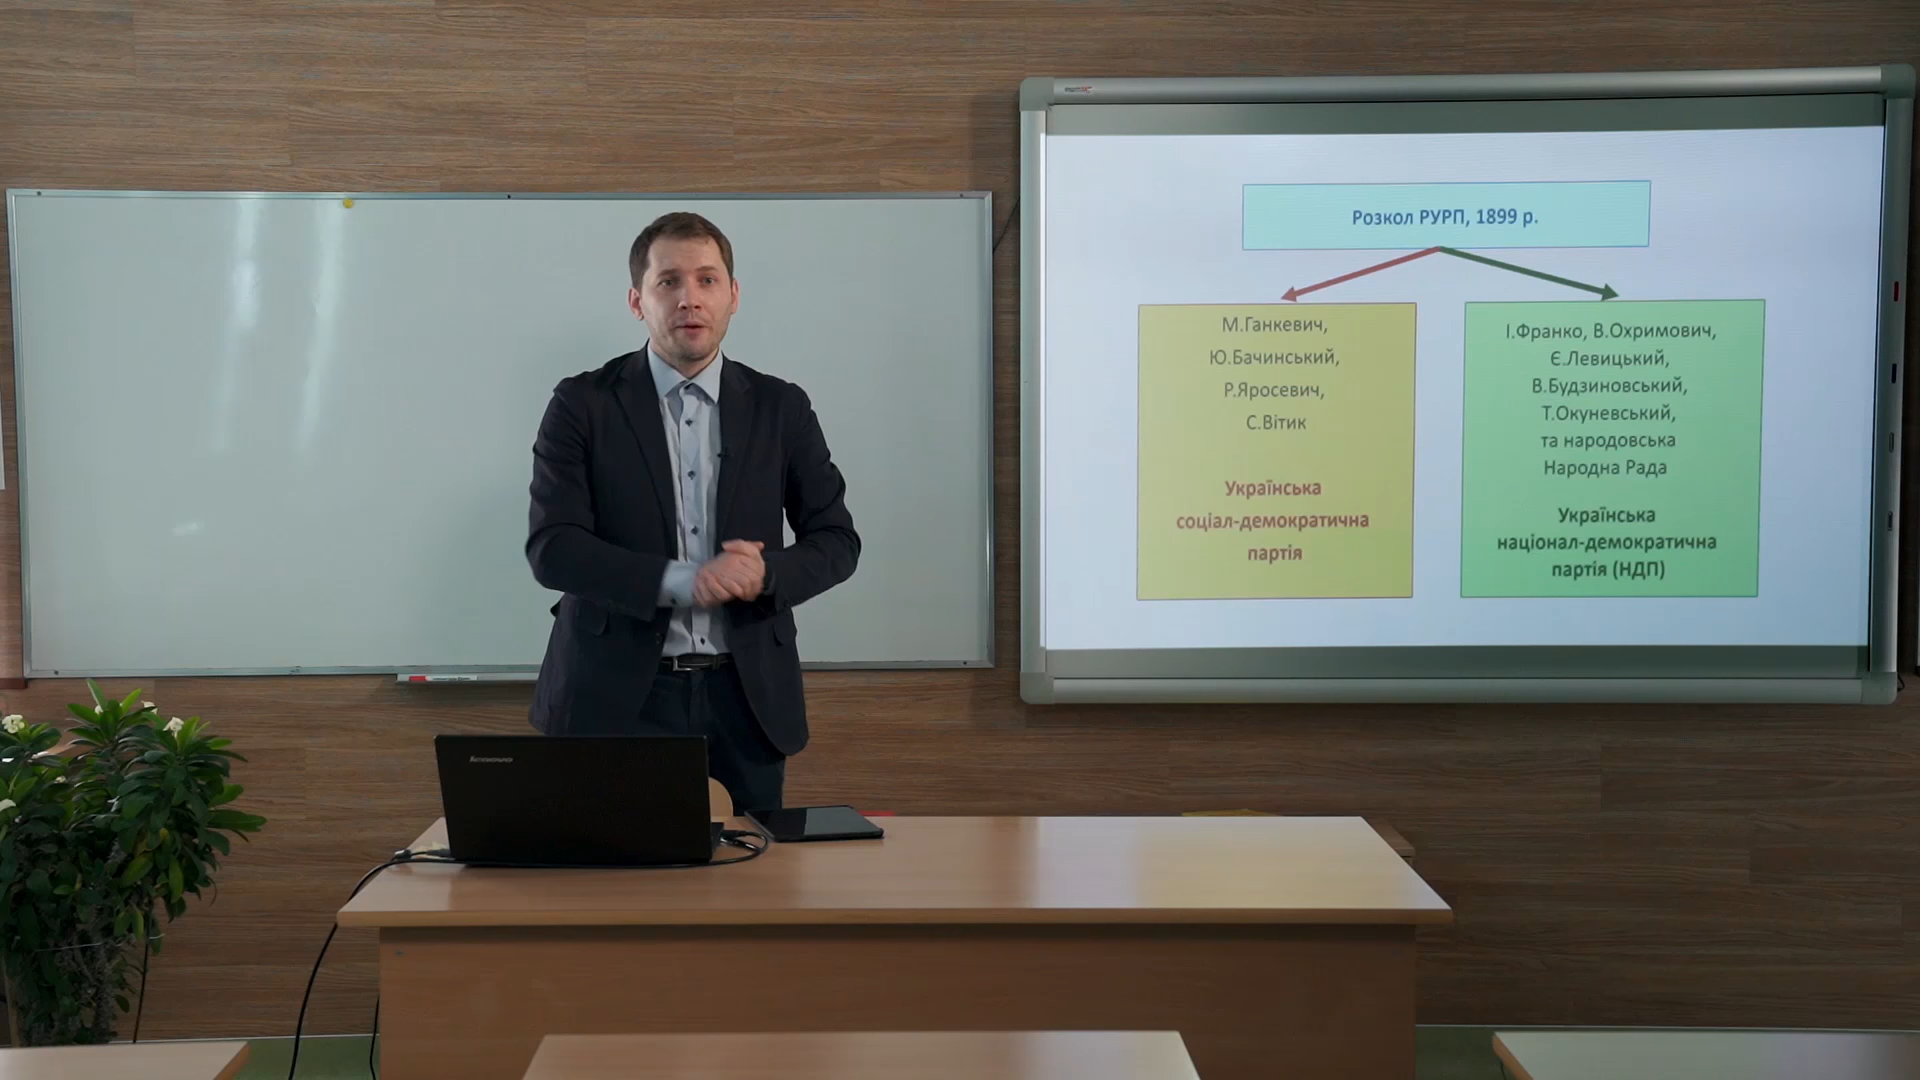 Розкол РУРП, 1899 р.
М.Ганкевич,
Ю.Бачинський,
Р.Яросевич,
С.Вітик
Українська
соціал-демократична
партія
І.Франко, В.Охримович,
Є.Левицький,
В.Будзиновський,
Т.Окуневський,
та народовська
Народна Рада
Українська
націонал-демократична
партія (НДП)